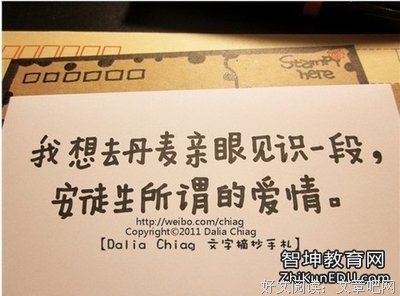 Stamp
here
我想去丹麦亲眼见识一段，
安徒生所谓的爱情。
http://weibo.com/chiag
Copyright©2011 Dalia Chiag
【Dalia Chiag 文字摘抄手札】
智坤教育网
ZhiKunEDU.com
好文阅读：文章吧网